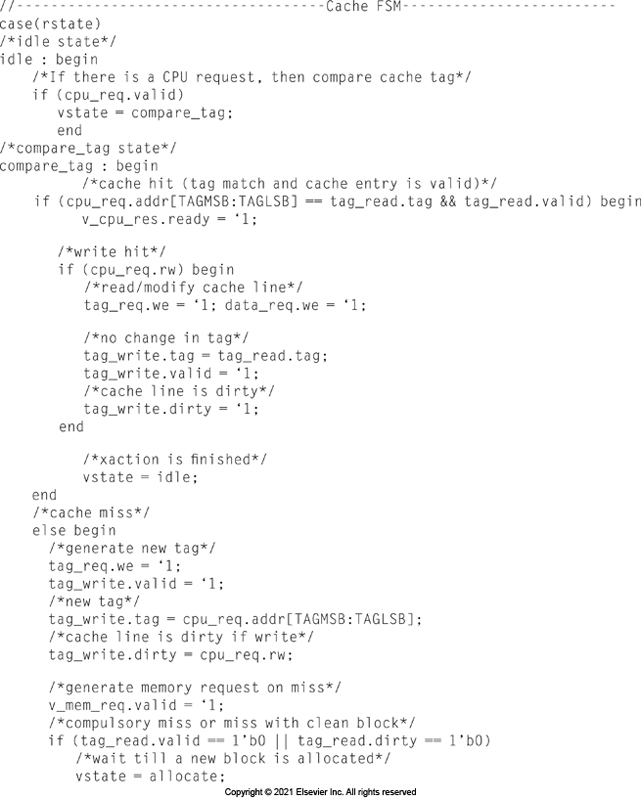 //-----------------------------------Cache FSM------------------------
case(rstate)
/*idle state*/
idle : begin
/*If there is a CPU request, then compare cache tag*/
if (cpu_req.valid)
vstate = compare_tag;
end
/*compare_tag state*/
compare_tag : begin
/*cache hit (tag match and cache entry is valid)*/
if (cpu_req.addr[TAGMSB:TAGLSB] == tag_read.tag && tag_read.valid) begin
v_cpu_res.ready = ‘1;
/*write hit*/
if (cpu_req.rw) begin
/*read/modify cache line*/
tag_req.we = ‘1; data_req.we = ‘1;
/*no change in tag*/
tag_write.tag = tag_read.tag;
tag_write.valid = ‘1;
/*cache line is dirty*/
tag_write.dirty = ‘1;
end
/*xaction is finished*/
vstate = idle;
end
/*cache miss*/
else begin
/*generate new tag*/
tag_req.we = ‘1;
tag_write.valid = ‘1;
/*new tag*/
tag_write.tag = cpu_req.addr[TAGMSB:TAGLSB];
/*cache line is dirty if write*/
tag_write.dirty = cpu_req.rw;
/*generate memory request on miss*/
v_mem_req.valid = ‘1;
/*compulsory miss or miss with clean block*/
if (tag_read.valid == 1’b0 || tag_read.dirty == 1’b0)
/*wait till a new block is allocated*/
vstate = allocate;
Copyright © 2021 Elsevier Inc. All rights reserved